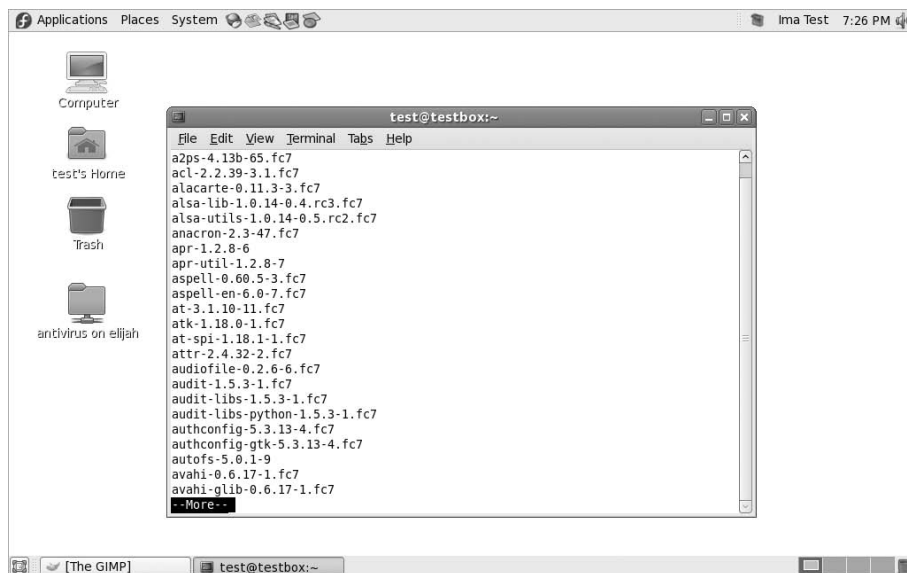 Applications Places System
Ima Test 7:26 PM
Computer
test's Home
Trash
antivirus on elijah
test@testbox:~
File Edit View Terminal Tabs Help
a2ps-4.13b-65.fc7
acl-2.2.39-3.1.fc7
alacarte-0.11.3-3.fc7
alsa-lib-1.0.14-0.4.rc3.fc7
alsa-utils-1.0.14-0.5.rc2.fc7
anacron-2.3-47.fc7
apr-1.2.8-6
apr-util-1.2.8-7
aspell-0.60.5-3.fc7
aspell-en-6.0-7.fc7
at-3.1.10-11.fc7
atk-1.18.0-1.fc7
at-spi-1.18.1-1.fc7
attr-2.4.32-2.fc7
audiofile-0.2.6-6.fc7
audit-1.5.3-1.fc7
audit-libs-1.5.3-1.fc7
audit-libs-python-1.5.3-1.fc7
authconfig-5.3.13-4.fc7
authconfig-gtk-5.3.13-4.fc7
autofs-5.0.1-9
avahi-0.6.17-1.fc7
avahi-glib-0.6.17-1.fc7
--More--
[The GIMP]
test@testbox:~